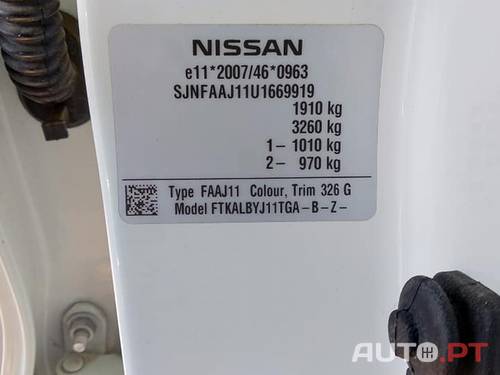 NISSAN
e11*2007/46*0963
SJNFAAJ11U1669919
1910 kg
3260 kg
1– 1010 kg
2– 970 kg
Type FAAJ11 Colour, Trim 326 G
Model FTKALBYJ11TGA–B–Z–
AUTO.PT